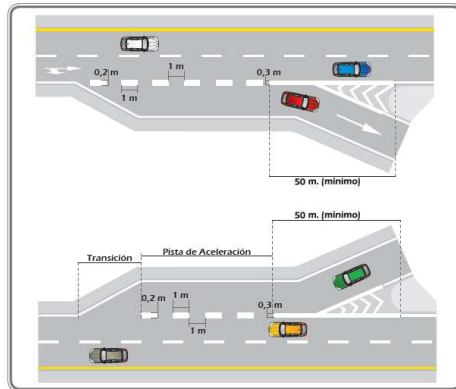 0,2 m
1 m
1 m
0,3 m
50 m. (mínimo)
50 m. (mínimo)
Transición
Pista de Aceleración
0,2 m
1 m
1 m
0,3 m